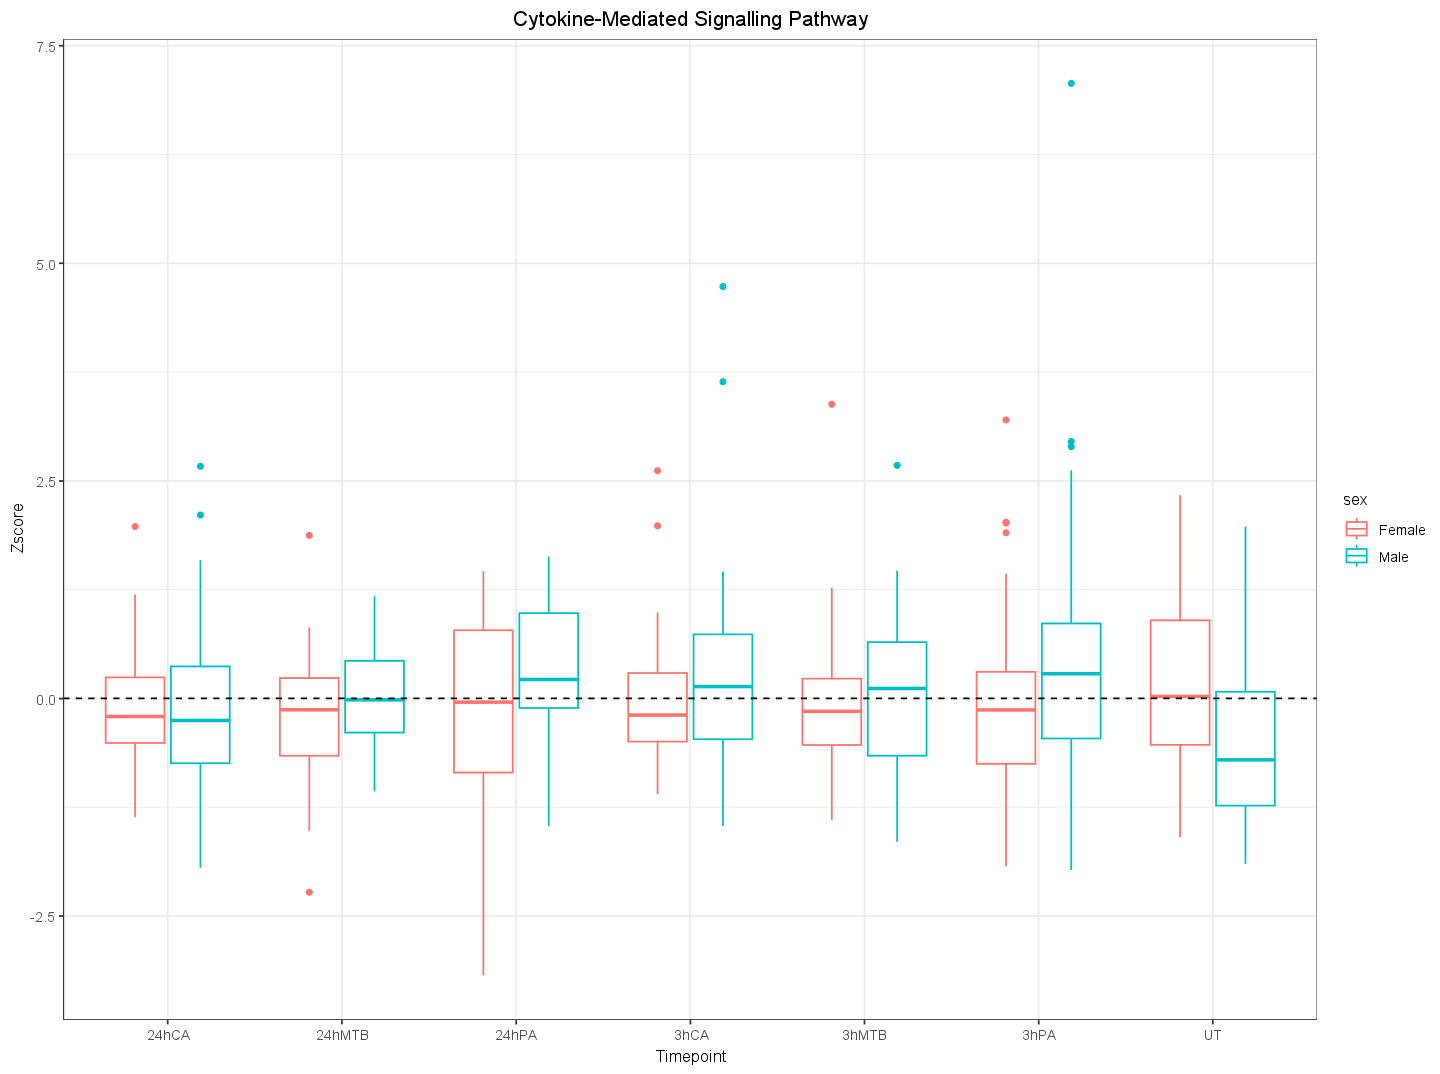 Cytokine-Mediated Signalling Pathway
7.5
5.0
2.5
0.0
-2.5
Zscore
24hCA 24hMTB 24hPA 3hCA 3hMTB 3hPA UT
Timepoint
sex
Female
Male